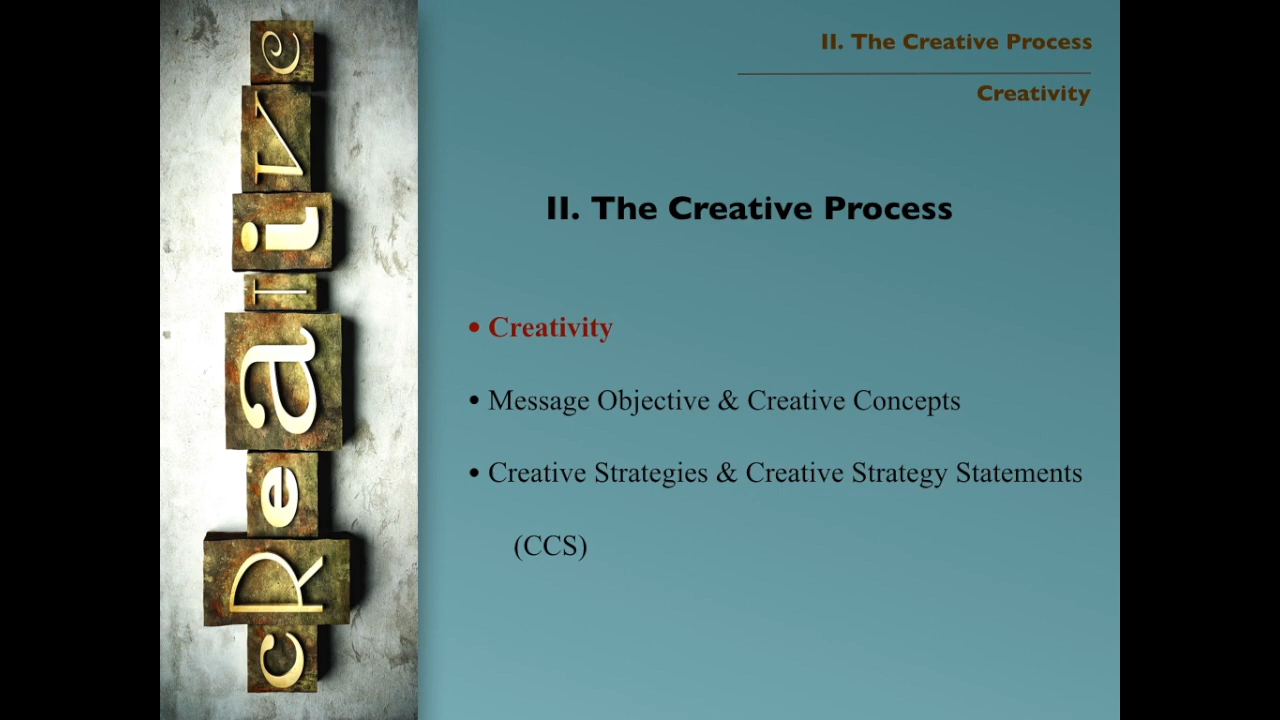 cReaTive
II. The Creative Process
Creativity
II. The Creative Process
• Creativity
• Message Objective & Creative Concepts
• Creative Strategies & Creative Strategy Statements
(CCS)